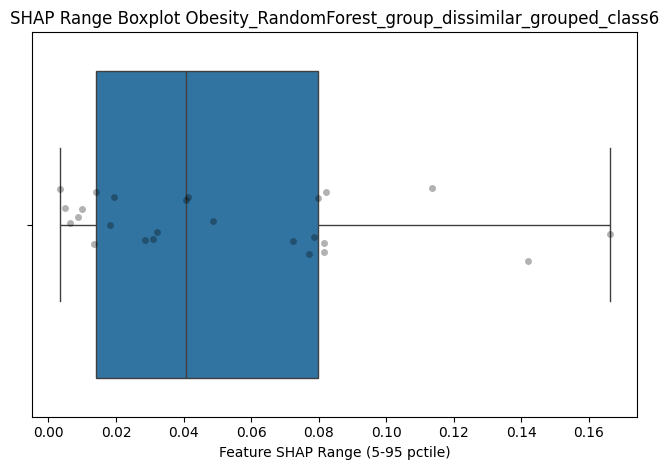 SHAP Range Boxplot Obesity_RandomForest_group_dissimilar_grouped_class6
0.00 0.02 0.04 0.06 0.08 0.10 0.12 0.14 0.16
Feature SHAP Range (5-95 pctile)